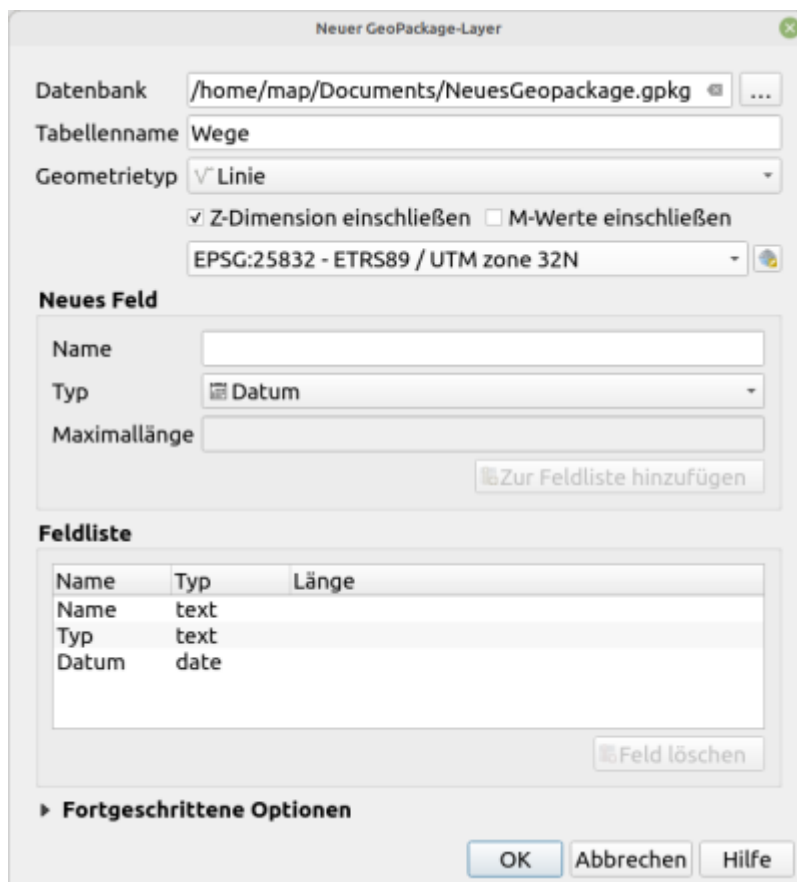 Neuer GeoPackage-Layer
Datenbank /home/map/Documents/NeuesGeopackage.gpkg ...
Tabellenname Wege
Geometrietyp Linie
Z-Dimension einschließen M-Werte einschließen
EPSG:25832 - ETRS89 / UTM zone 32N
Neues Feld
Name
Typ Datum
Maximallänge
Zur Feldliste hinzufügen
Feldliste
Name Typ Länge
Name text
Typ text
Datum date
Feld löschen
Fortgeschrittene Optionen
OK Abbrechen Hilfe